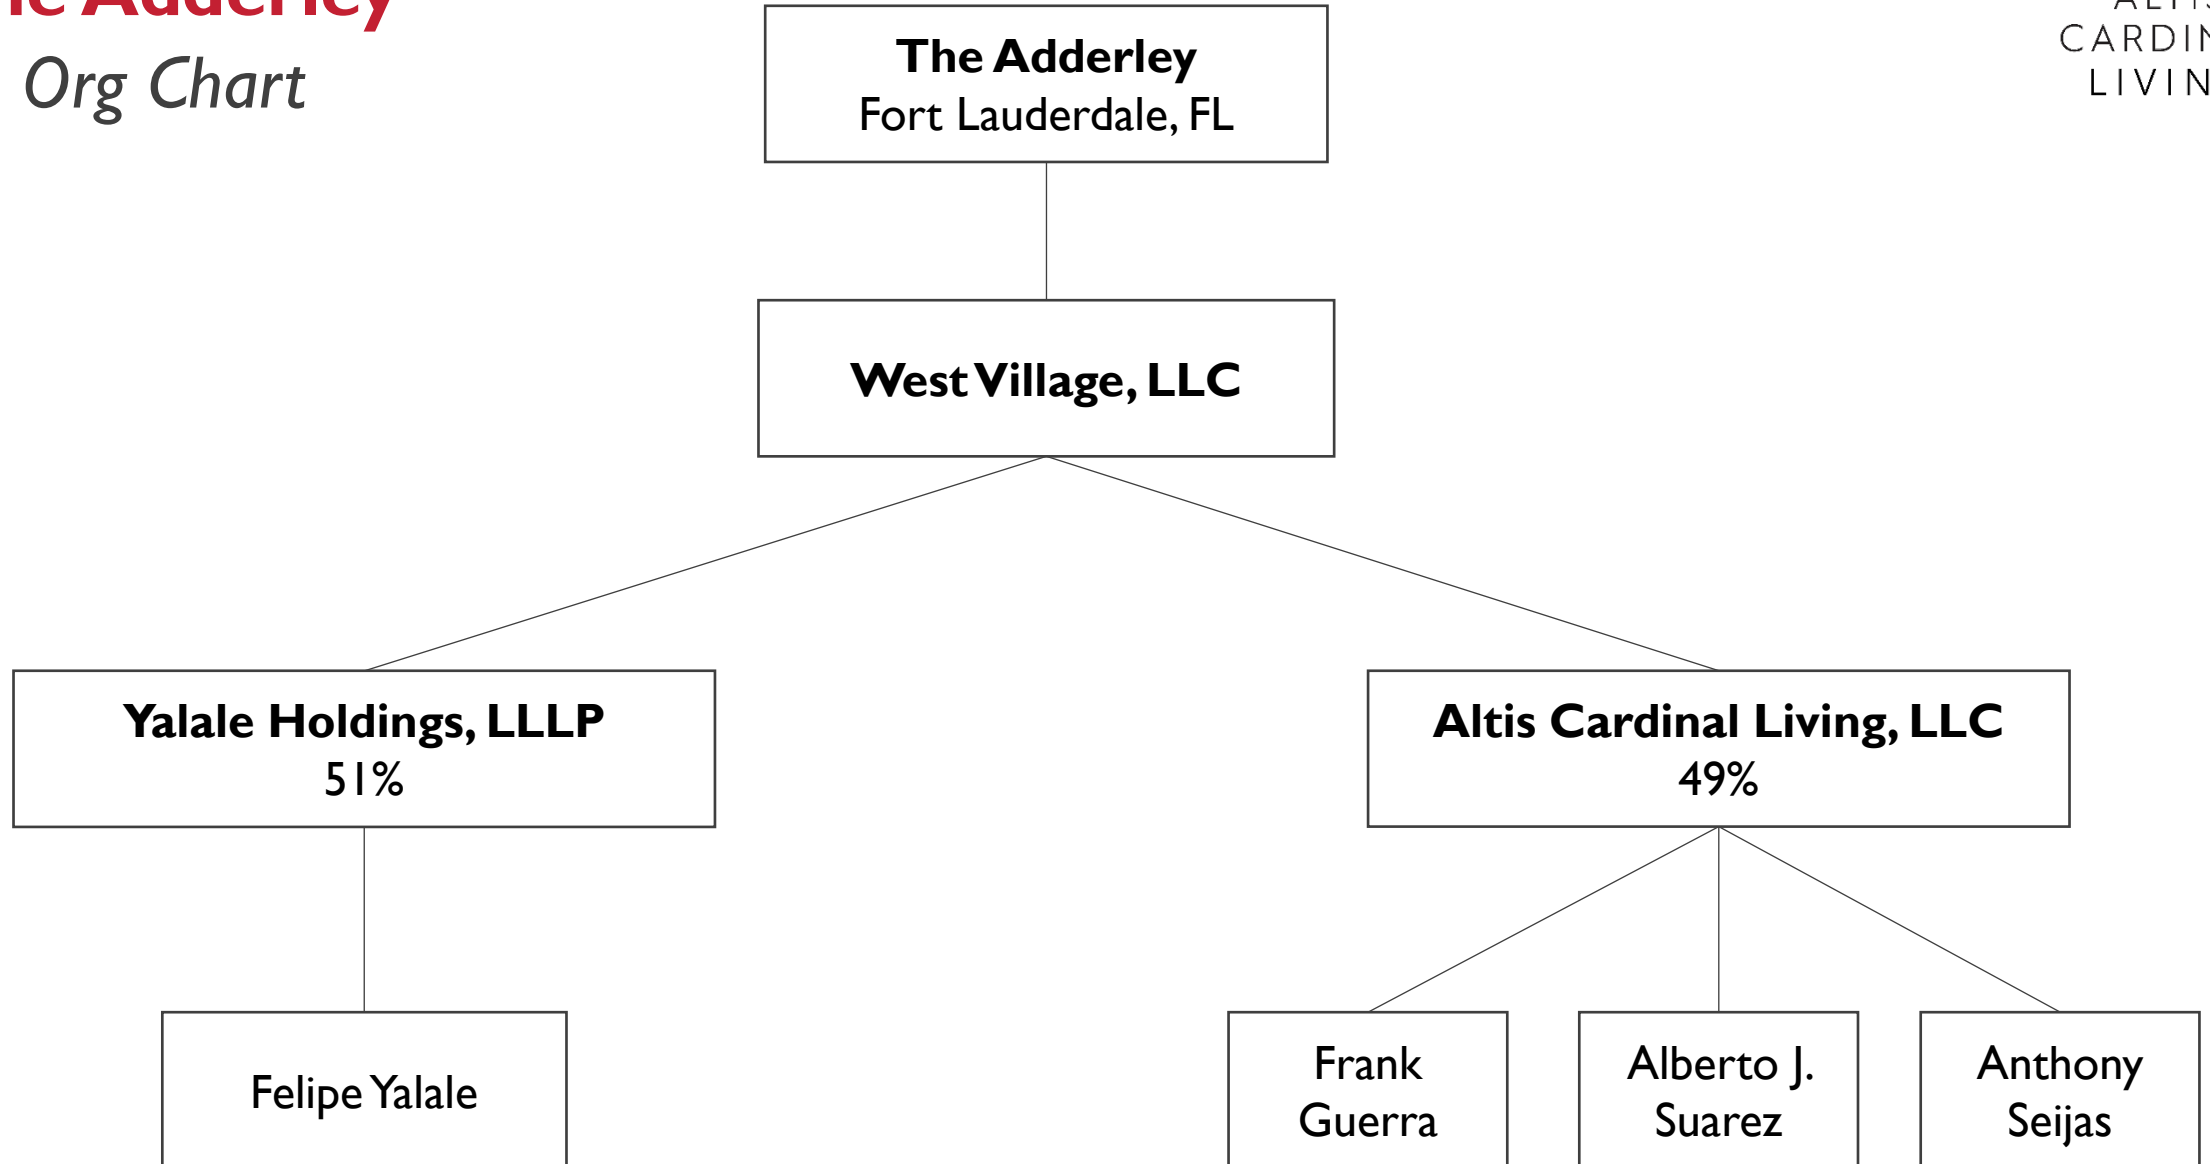 Adderley
Org Chart
The Adderley
Fort Lauderdale, FL
West Village, LLC
Yalale Holdings, LLLP
51%
Altis Cardinal Living, LLC
49%
Felipe Yalale
Frank
Guerra
Alberto J.
Suarez
Anthony
Seijas